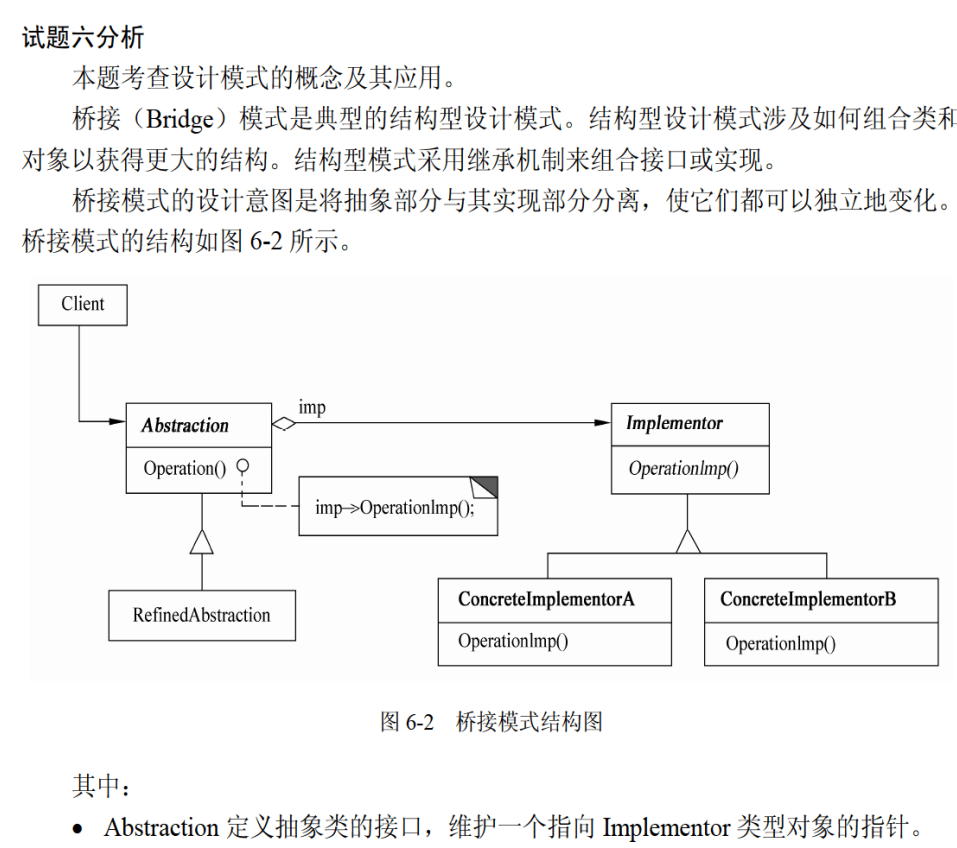 试题六分析
本题考查设计模式的概念及其应用。
桥接（Bridge）模式是典型的结构型设计模式。结构型设计模式涉及如何组合类和
对象以获得更大的结构。结构型模式采用继承机制来组合接口或实现。
桥接模式的设计意图是将抽象部分与其实现部分分离，使它们都可以独立地变化。
桥接模式的结构如图 6-2 所示。
Client
imp
Abstraction
Operation()
imp->OperationImp();
Implementor
OperationImp()
RefinedAbstraction
ConcreteImplementorA
OperationImp()
ConcreteImplementorB
OperationImp()
图 6-2 桥接模式结构图
其中：
• Abstraction 定义抽象类的接口，维护一个指向 Implementor 类型对象的指针。